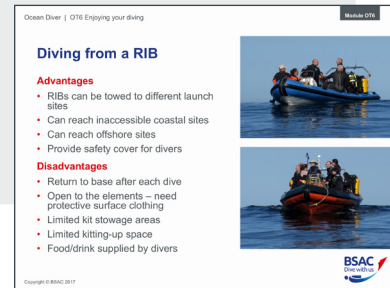 Ocean Diver | OT6 Enjoying your diving
Module OT6
Diving from a RIB
Advantages
• RIBs can be towed to different launch
sites
• Can reach inaccessible coastal sites
• Can reach offshore sites
• Provide safety cover for divers
Disadvantages
• Return to base after each dive
• Open to the elements – need
protective surface clothing
• Limited kit stowage areas
• Limited kitting-up space
• Food/drink supplied by divers
BSAC
Dive with us
Copyright © BSAC 2017